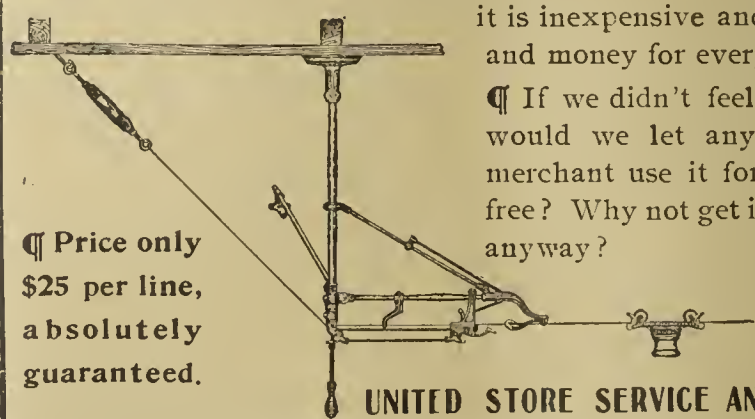 it is inexpensive and
and money for ever
¶ If we didn't feel
would we let any
merchant use it for
free? Why not get i
anyway?
¶ Price only
$25 per line,
absolutely
guaranteed.
UNITED STORE SERVICE AN